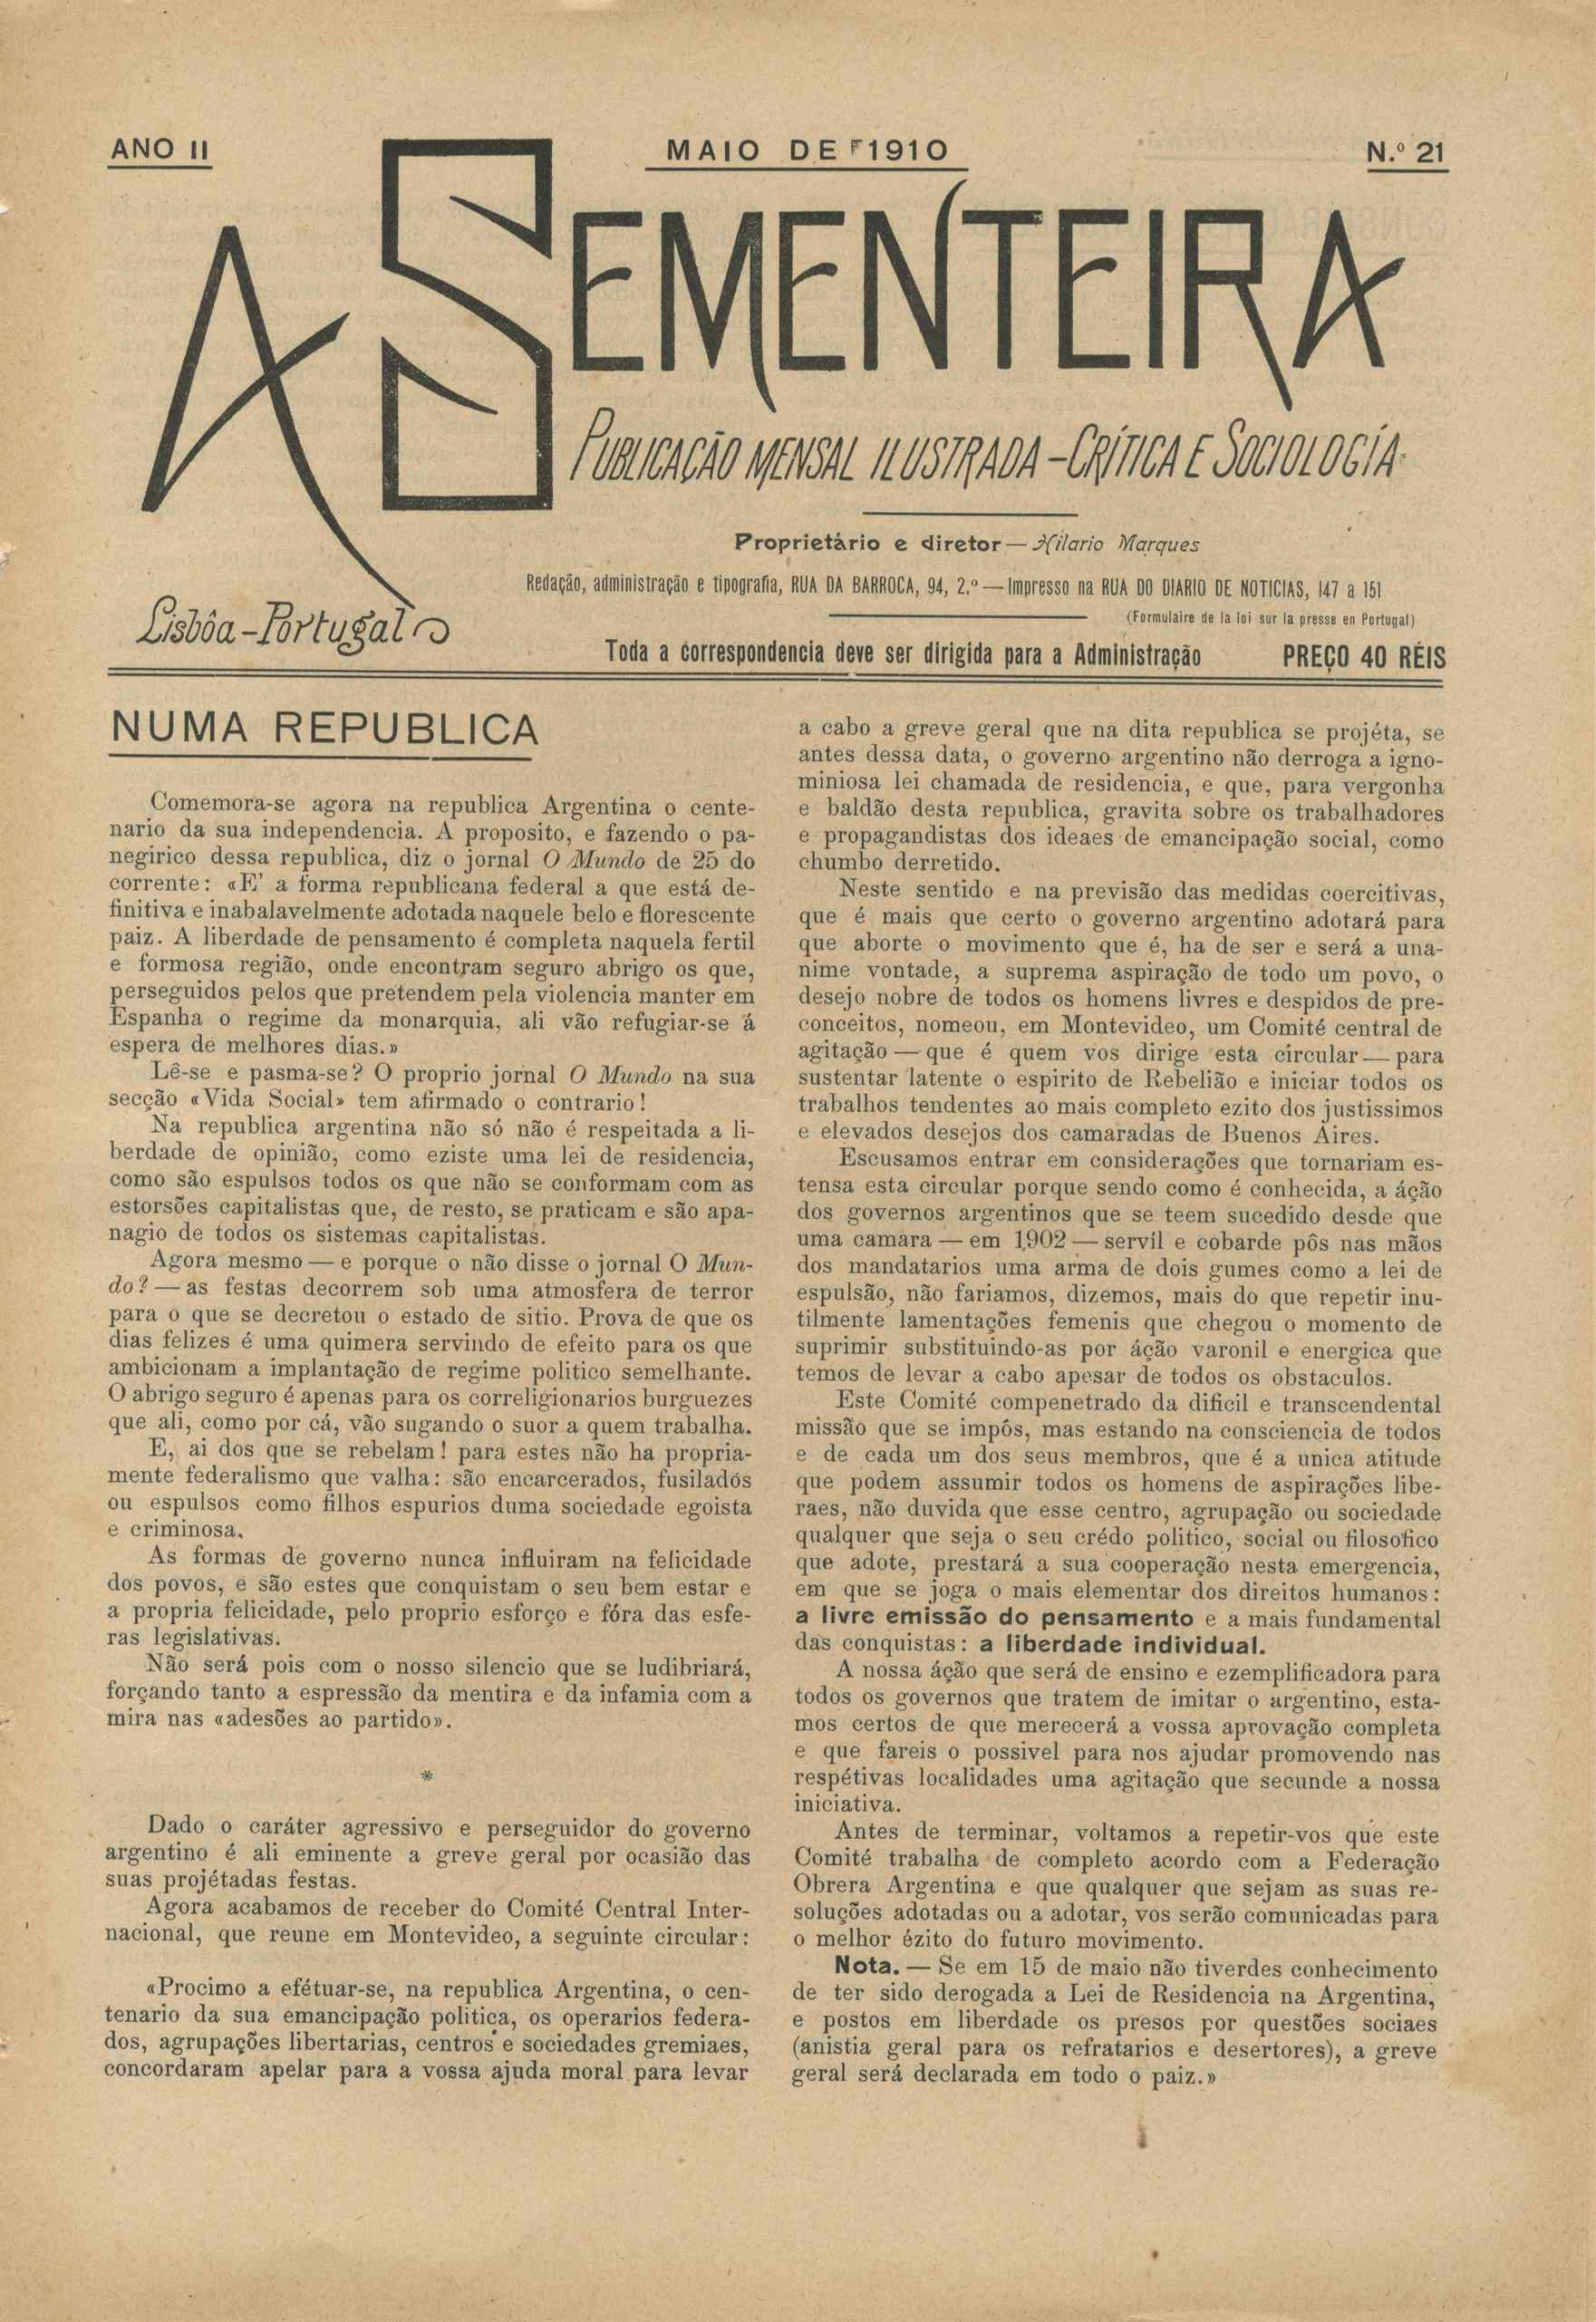 ANO II
MAIO DE 1910
N.º 21
A SEMENTEIRA
PUBLICAÇÃO MENSAL ILUSTRADA-CRÍTICA E SOCIOLOGÍA
Proprietário e diretor — Hilario Marques
Redação, administração e tipografia, RUA DA BARROCA, 94, 2.º — Impresso na RUA DO DIARIO DE NOTICIAS, 147 a 151
(Formulaire de la loi sur la presse en Portugal)
Lisbôa-Portugal
Toda a correspondencia deve ser dirigida para a Administração
PREÇO 40 RÉIS
NUMA REPUBLICA
Comemora-se agora na republica Argentina o cente-
nario da sua independencia. A proposito, e fazendo o pa-
negirico dessa republica, diz o jornal O Mundo de 25 do
corrente: «E' a forma republicana federal a que está de-
finitiva e inabalavelmente adotada naquele belo e florescente
paiz. A liberdade de pensamento é completa naquela fertil
e formosa região, onde encontram seguro abrigo os que,
perseguidos pelos que pretendem pela violencia manter em
Espanha o regime da monarquia, ali vão refugiar-se á
espera de melhores dias.»
Lê-se e pasma-se? O proprio jornal O Mundo na sua
secção «Vida Social» tem afirmado o contrario!
Na republica argentina não só não é respeitada a li-
berdade de opinião, como eziste uma lei de residencia,
como são espulsos todos os que não se conformam com as
estorsões capitalistas que, de resto, se praticam e são apa-
nagio de todos os sistemas capitalistas.
Agora mesmo — e porque o não disse o jornal O Mun-
do? — as festas decorrem sob uma atmosfera de terror
para o que se decretou o estado de sitio. Prova de que os
dias felizes é uma quimera servindo de efeito para os que
ambicionam a implantação de regime politico semelhante.
O abrigo seguro é apenas para os correligionarios burguezes
que ali, como por cá, vão sugando o suor a quem trabalha.
E, ai dos que se rebelam! para estes não ha propria-
mente federalismo que valha: são encarcerados, fusilados
ou espulsos como filhos espurios duma sociedade egoista
e criminosa.
As formas de governo nunca influiram na felicidade
dos povos, e são estes que conquistam o seu bem estar e
a propria felicidade, pelo proprio esforço e fóra das esfe-
ras legislativas.
Não será pois com o nosso silencio que se ludibriará,
forçando tanto a espressão da mentira e da infamia com a
mira nas «adesões ao partido».
*
Dado o caráter agressivo e perseguidor do governo
argentino é ali eminente a greve geral por ocasião das
suas projétadas festas.
Agora acabamos de receber do Comité Central Inter-
nacional, que reune em Montevideo, a seguinte circular:
«Procimo a efétuar-se, na republica Argentina, o cen-
tenario da sua emancipação politica, os operarios federa-
dos, agrupações libertarias, centros e sociedades gremiaes,
concordaram apelar para a vossa ajuda moral para levar
a cabo a greve geral que na dita republica se projéta, se
antes dessa data, o governo argentino não derroga a igno-
miniosa lei chamada de residencia, e que, para vergonha
e baldão desta republica, gravita sobre os trabalhadores
e propagandistas dos ideaes de emancipação social, como
chumbo derretido.
Neste sentido e na previsão das medidas coercitivas,
que é mais que certo o governo argentino adotará para
que aborte o movimento que é, ha de ser e será a una-
nime vontade, a suprema aspiração de todo um povo, o
desejo nobre de todos os homens livres e despidos de pre-
conceitos, nomeou, em Montevideo, um Comité central de
agitação — que é quem vos dirige esta circular — para
sustentar latente o espirito de Rebelião e iniciar todos os
trabalhos tendentes ao mais completo ezito dos justissimos
e elevados desejos dos camaradas de Buenos Aires.
Escusamos entrar em considerações que tornariam es-
tensa esta circular porque sendo como é conhecida, a áção
dos governos argentinos que se teem sucedido desde que
uma camara — em 1902 — servil e cobarde pôs nas mãos
dos mandatarios uma arma de dois gumes como a lei de
espulsão, não fariamos, dizemos, mais do que repetir inu-
tilmente lamentações femenis que chegou o momento de
suprimir substituindo-as por áção varonil e energica que
temos de levar a cabo apesar de todos os obstaculos.
Este Comité compenetrado da dificil e transcendental
missão que se impôs, mas estando na consciencia de todos
e de cada um dos seus membros, que é a unica atitude
que podem assumir todos os homens de aspirações libe-
raes, não duvida que esse centro, agrupação ou sociedade
qualquer que seja o seu crédo politico, social ou filosofico
que adote, prestará a sua cooperação nesta emergencia,
em que se joga o mais elementar dos direitos humanos:
a livre emissão do pensamento e a mais fundamental
das conquistas: a liberdade individual.
A nossa áção que será de ensino e ezemplificadora para
todos os governos que tratem de imitar o argentino, esta-
mos certos de que merecerá a vossa aprovação completa
e que fareis o possivel para nos ajudar promovendo nas
respétivas localidades uma agitação que secunde a nossa
iniciativa.
Antes de terminar, voltamos a repetir-vos que este
Comité trabalha de completo acordo com a Federação
Obrera Argentina e que qualquer que sejam as suas re-
soluções adotadas ou a adotar, vos serão comunicadas para
o melhor ézito do futuro movimento.
Nota. — Se em 15 de maio não tiverdes conhecimento
de ter sido derogada a Lei de Residencia na Argentina,
e postos em liberdade os presos por questões sociaes
(anistia geral para os refratarios e desertores), a greve
geral será declarada em todo o paiz.»